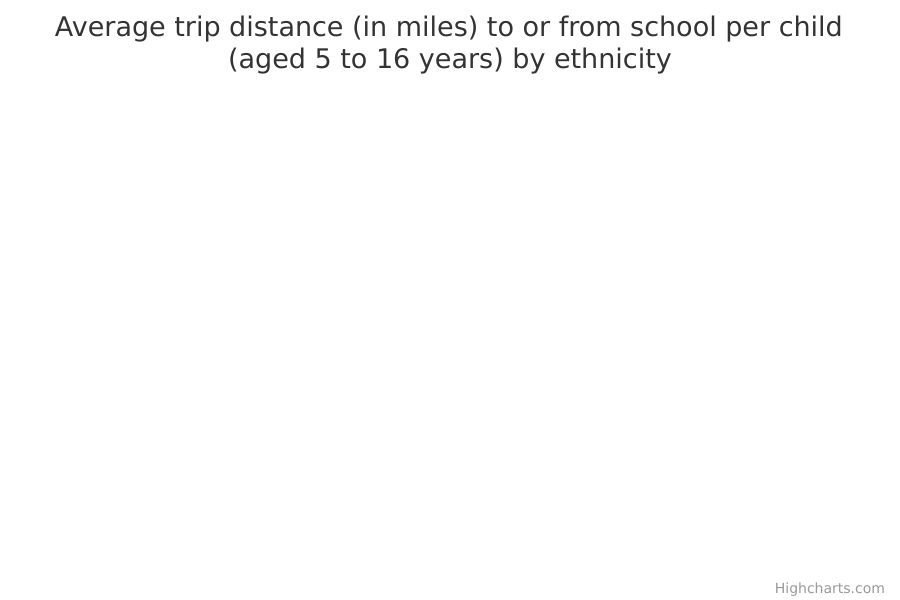 Average trip distance (in miles) to or from school per child
(aged 5 to 16 years) by ethnicity
Highcharts.com